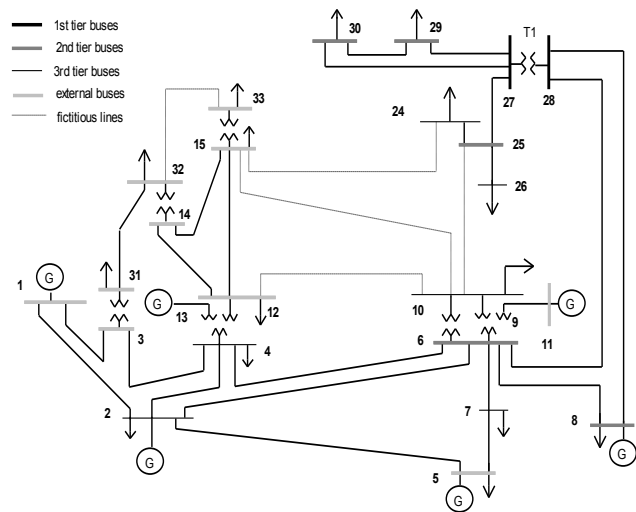 1st tier buses
2nd tier buses
3rd tier buses
external buses
fictitious lines
30
29
T1
27
28
33
24
15
25
32
26
14
31
1
G
G
13
12
10
9
G
3
6
11
4
2
7
8
G
5
G
G